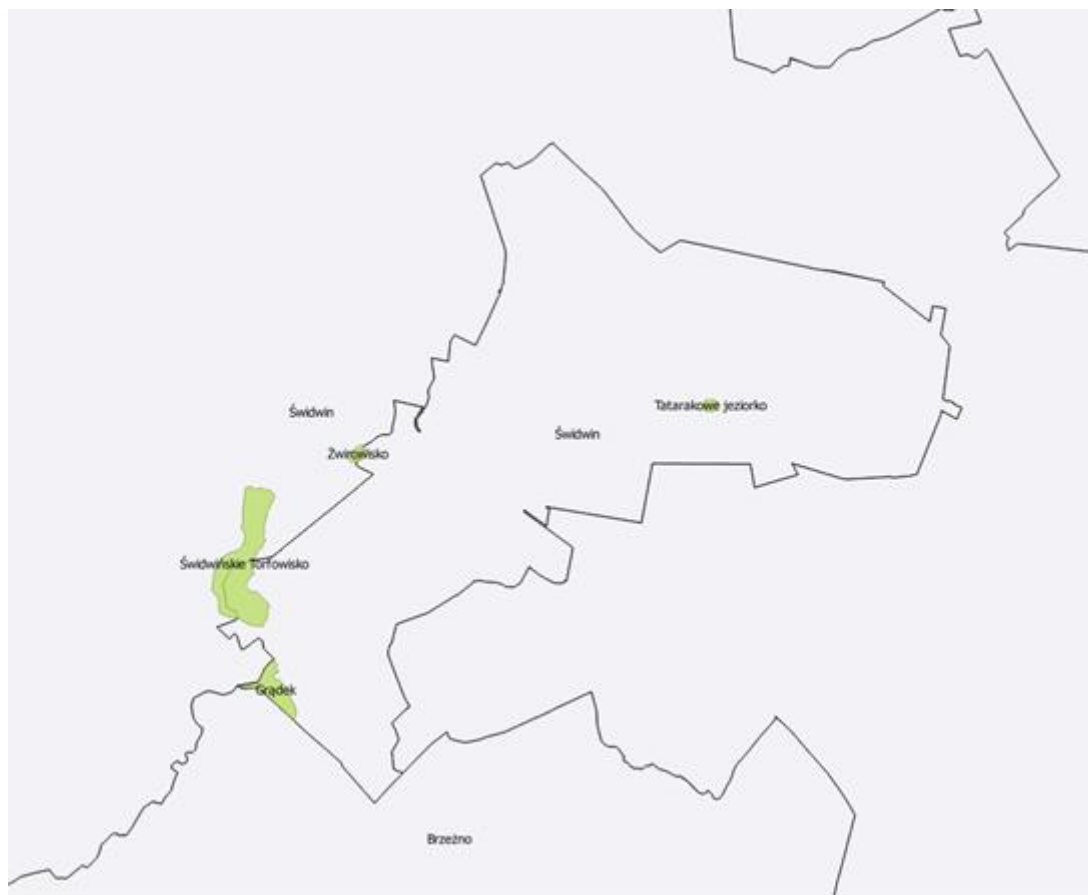 Tatarakowe jeziorko
Świdwin
Świdwin
Żwirowisko
Świdwińskie Torfowisko
Grądek
Brzeżno